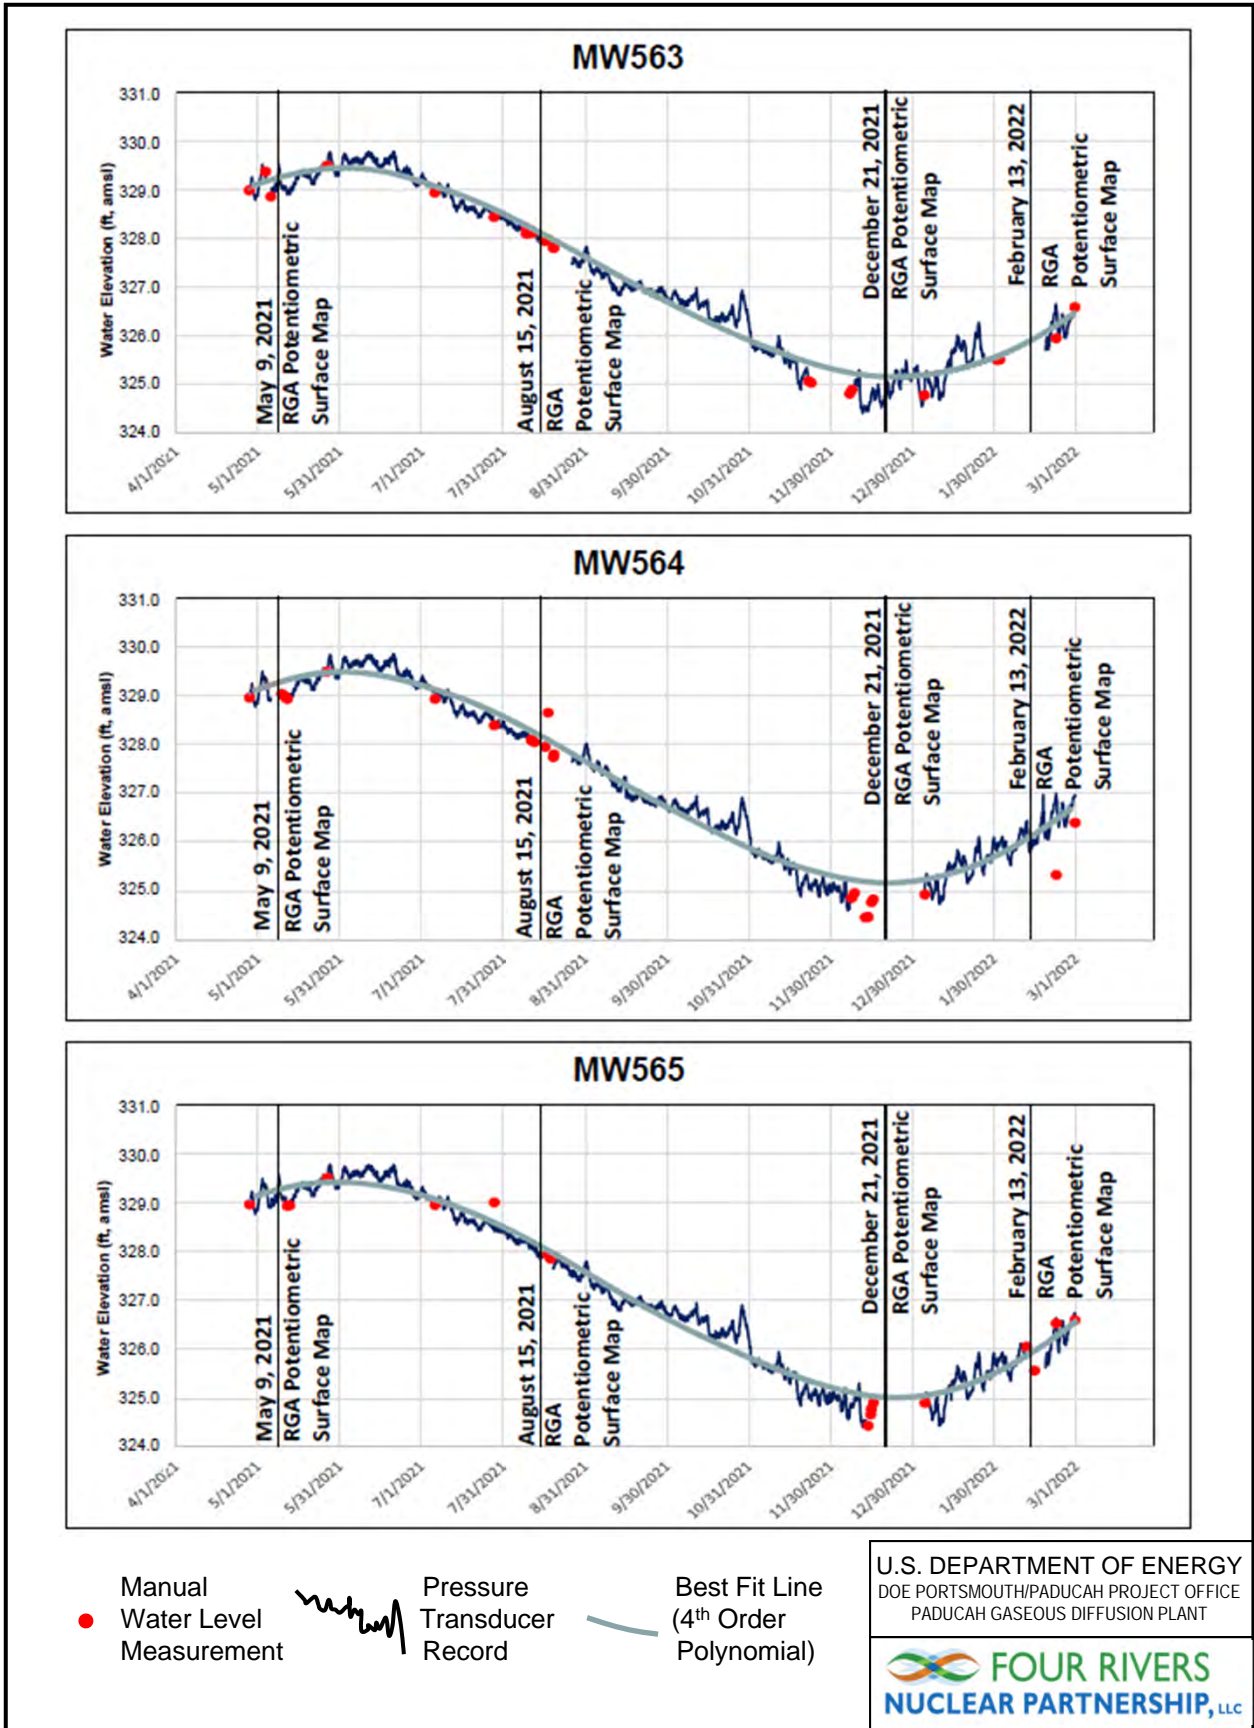 MW563
Water Elevation (ft, amsl)
331.0
330.0
329.0
328.0
327.0
326.0
325.0
324.0
May 9, 2021
RGA Potentiometric
Surface Map
August 15, 2021
RGA
Potentiometric
Surface Map
December 21, 2021
RGA Potentiometric
Surface Map
February 13, 2022
RGA
Potentiometric
Surface Map
4/1/2021
5/1/2021
5/31/2021
7/1/2021
7/31/2021
8/31/2021
9/30/2021
10/31/2021
11/30/2021
12/30/2021
1/30/2022
3/1/2022
MW564
Water Elevation (ft, amsl)
331.0
330.0
329.0
328.0
327.0
326.0
325.0
324.0
May 9, 2021
RGA Potentiometric
Surface Map
August 15, 2021
RGA
Potentiometric
Surface Map
December 21, 2021
RGA Potentiometric
Surface Map
February 13, 2022
RGA
Potentiometric
Surface Map
4/1/2021
5/1/2021
5/31/2021
7/1/2021
7/31/2021
8/31/2021
9/30/2021
10/31/2021
11/30/2021
12/30/2021
1/30/2022
3/1/2022
MW565
Water Elevation (ft, amsl)
331.0
330.0
329.0
328.0
327.0
326.0
325.0
324.0
May 9, 2021
RGA Potentiometric
Surface Map
August 15, 2021
RGA
Potentiometric
Surface Map
December 21, 2021
RGA Potentiometric
Surface Map
February 13, 2022
RGA
Potentiometric
Surface Map
4/1/2021
5/1/2021
5/31/2021
7/1/2021
7/31/2021
8/31/2021
9/30/2021
10/31/2021
11/30/2021
12/30/2021
1/30/2022
3/1/2022
Manual
Water Level
Measurement
Pressure
Transducer
Record
Best Fit Line
(4th Order
Polynomial)
U.S. DEPARTMENT OF ENERGY
DOE PORTSMOUTH/PADUCAH PROJECT OFFICE
PADUCAH GASEOUS DIFFUSION PLANT
FOUR RIVERS
NUCLEAR PARTNERSHIP, LLC